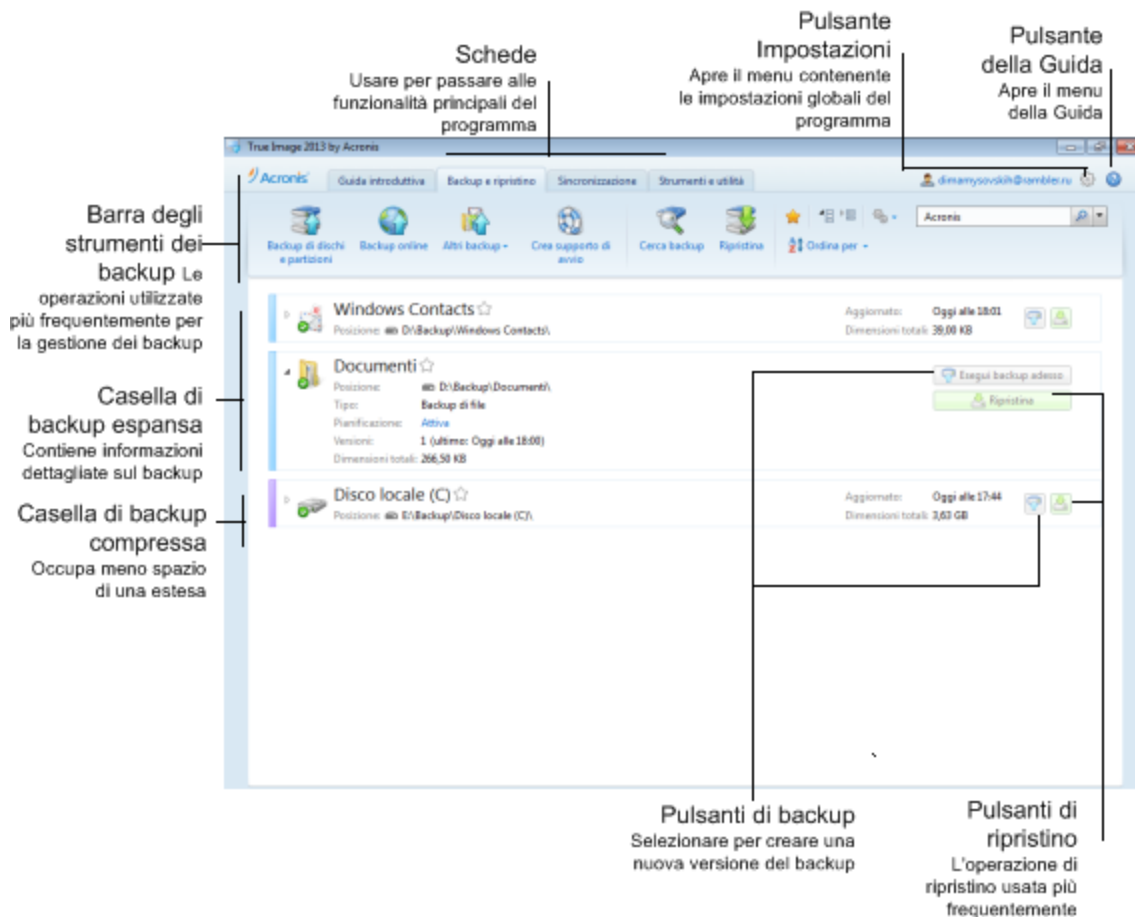 Schede
Usare per passare alle
funzionalità principali del
programma
Pulsante
Impostazioni
Apre il menu contenente
le impostazioni globali del
programma
Pulsante
della Guida
Apre il menu
della Guida
True Image 2013 by Acronis
Acronis
Guida introduttiva
Backup e ripristino
Sincronizzazione
Strumenti e utilità
dimamysovskih@rambler.ru
Barra degli
strumenti dei
backup Le
operazioni utilizzate
più frequentemente per
la gestione dei backup
Backup di dischi
e partizioni
Backup online
Altri backup
Crea supporto di
avvio
Cerca backup
Ripristina
Ordina per
Acronis
Windows Contacts
Posizione: D:\Backup\Windows Contacts\
Aggiornato: Oggi alle 18:01
Dimensioni totali: 39,00 KB
Casella di
backup espansa
Contiene informazioni
dettagliate sul backup
Documenti
Posizione: D:\Backup\Documenti\
Tipo: Backup di file
Pianificazione: Attiva
Versioni: 1 (ultimo: Oggi alle 18:00)
Dimensioni totali: 266,50 KB
Esegui backup adesso
Ripristina
Casella di backup
compressa
Occupa meno spazio
di una estesa
Disco locale (C)
Posizione: E:\Backup\Disco locale (C)\
Aggiornato: Oggi alle 17:44
Dimensioni totali: 3,63 GB
Pulsanti di backup
Selezionare per creare una
nuova versione del backup
Pulsanti di
ripristino
L'operazione di
ripristino usata più
frequentemente